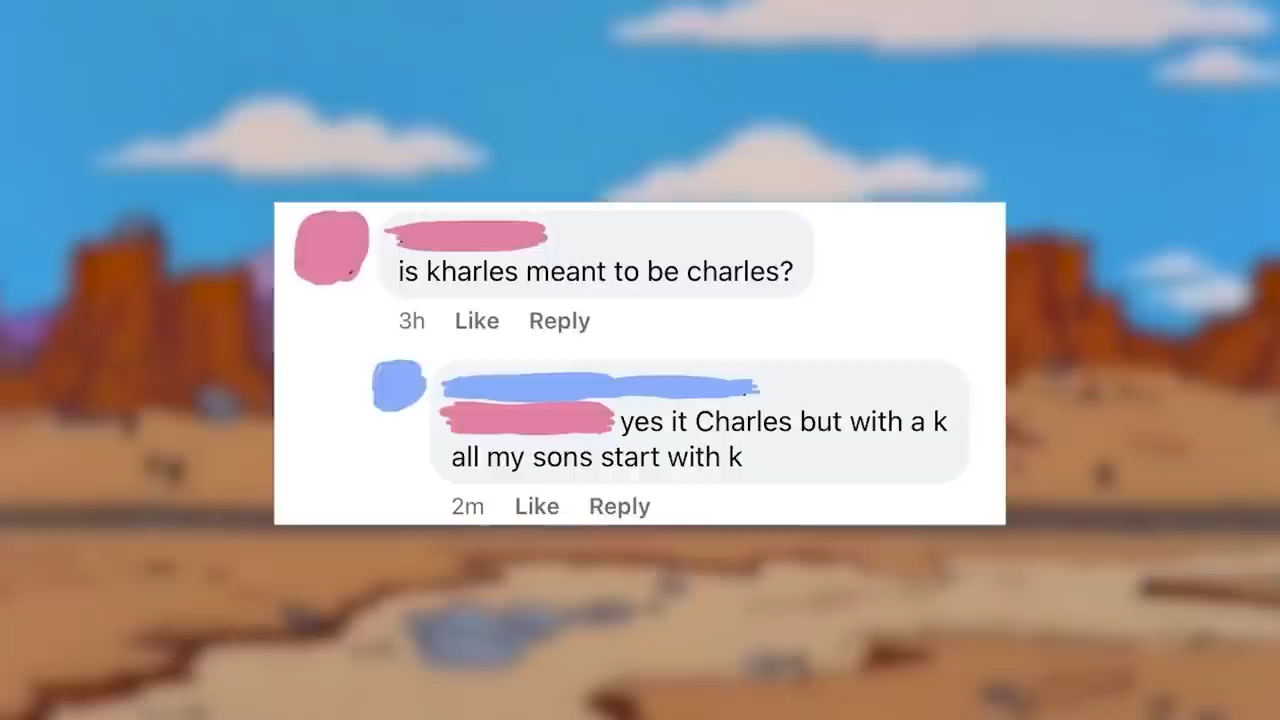 is kharles meant to be charles?
3h Like Reply
yes it Charles but with a k
all my sons start with k
2m Like Reply